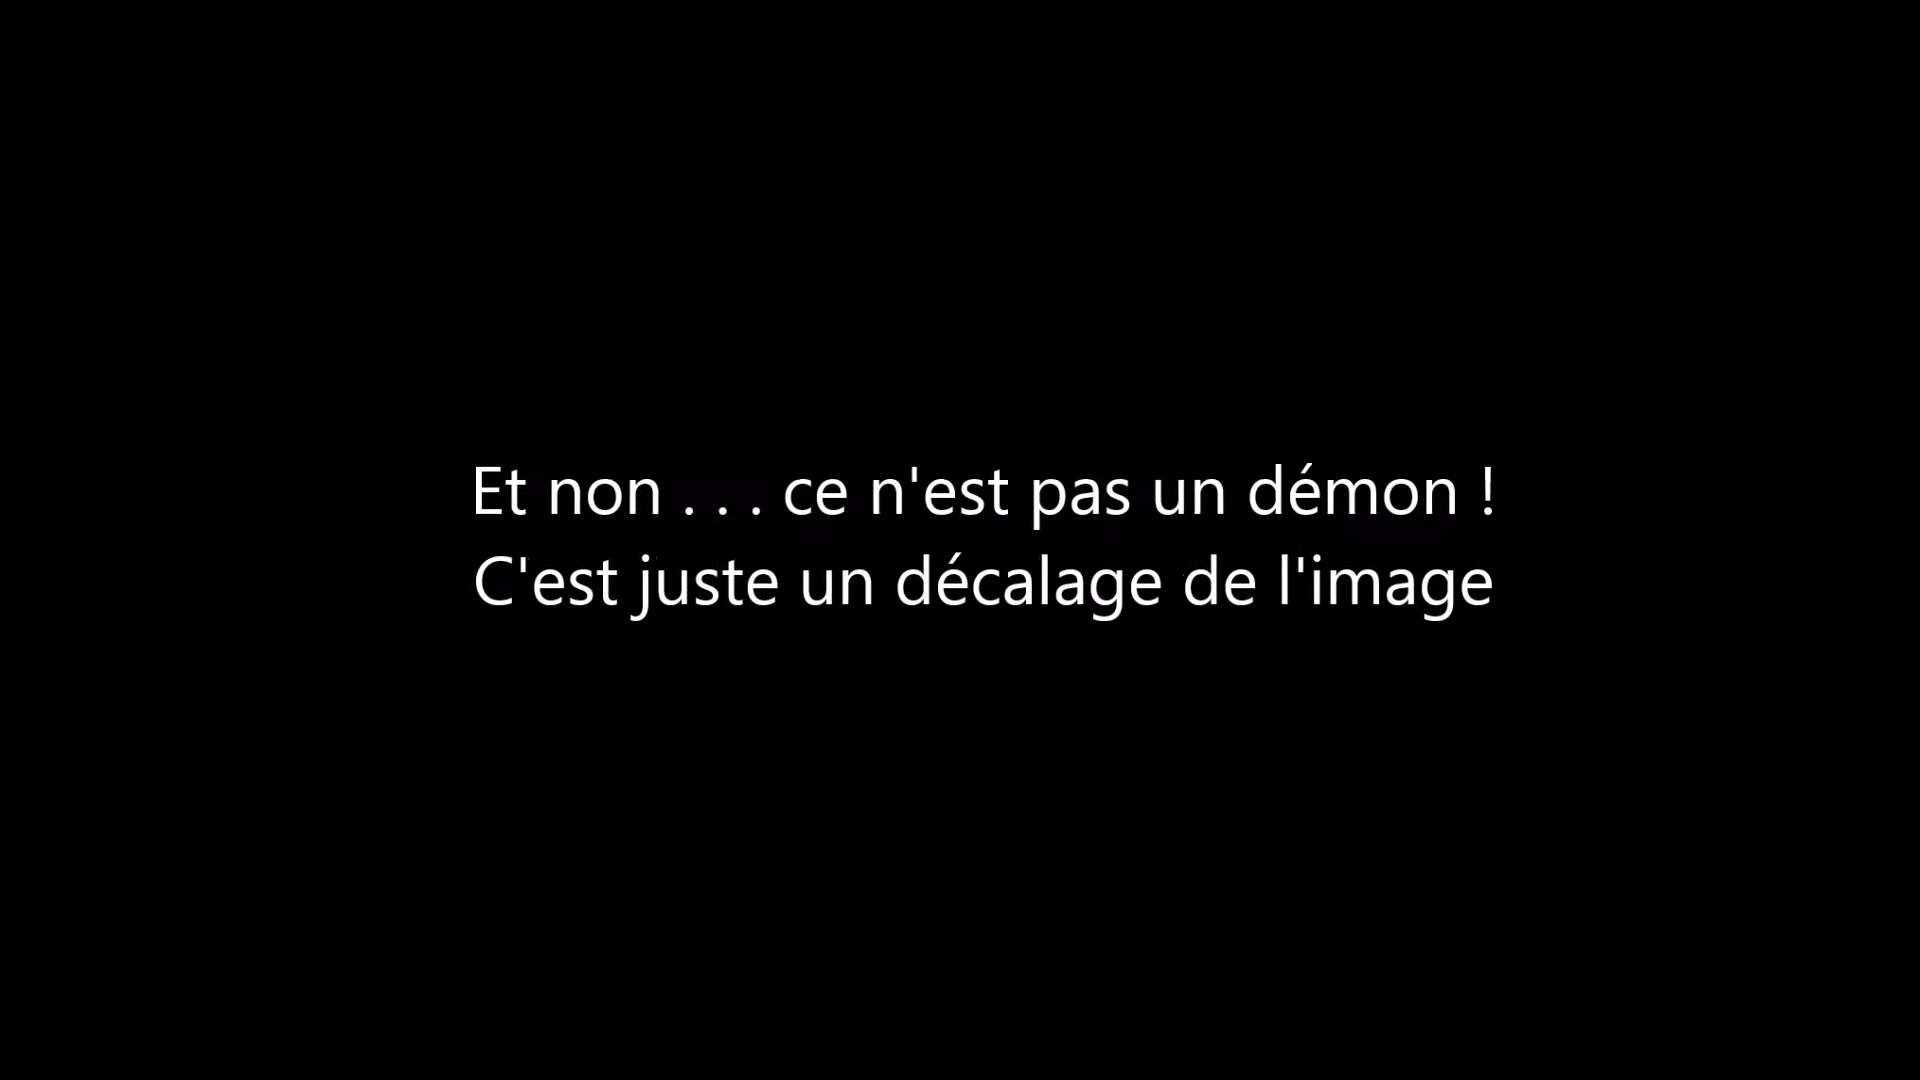 Et non . . . ce n'est pas un démon !
C'est juste un décalage de l'image